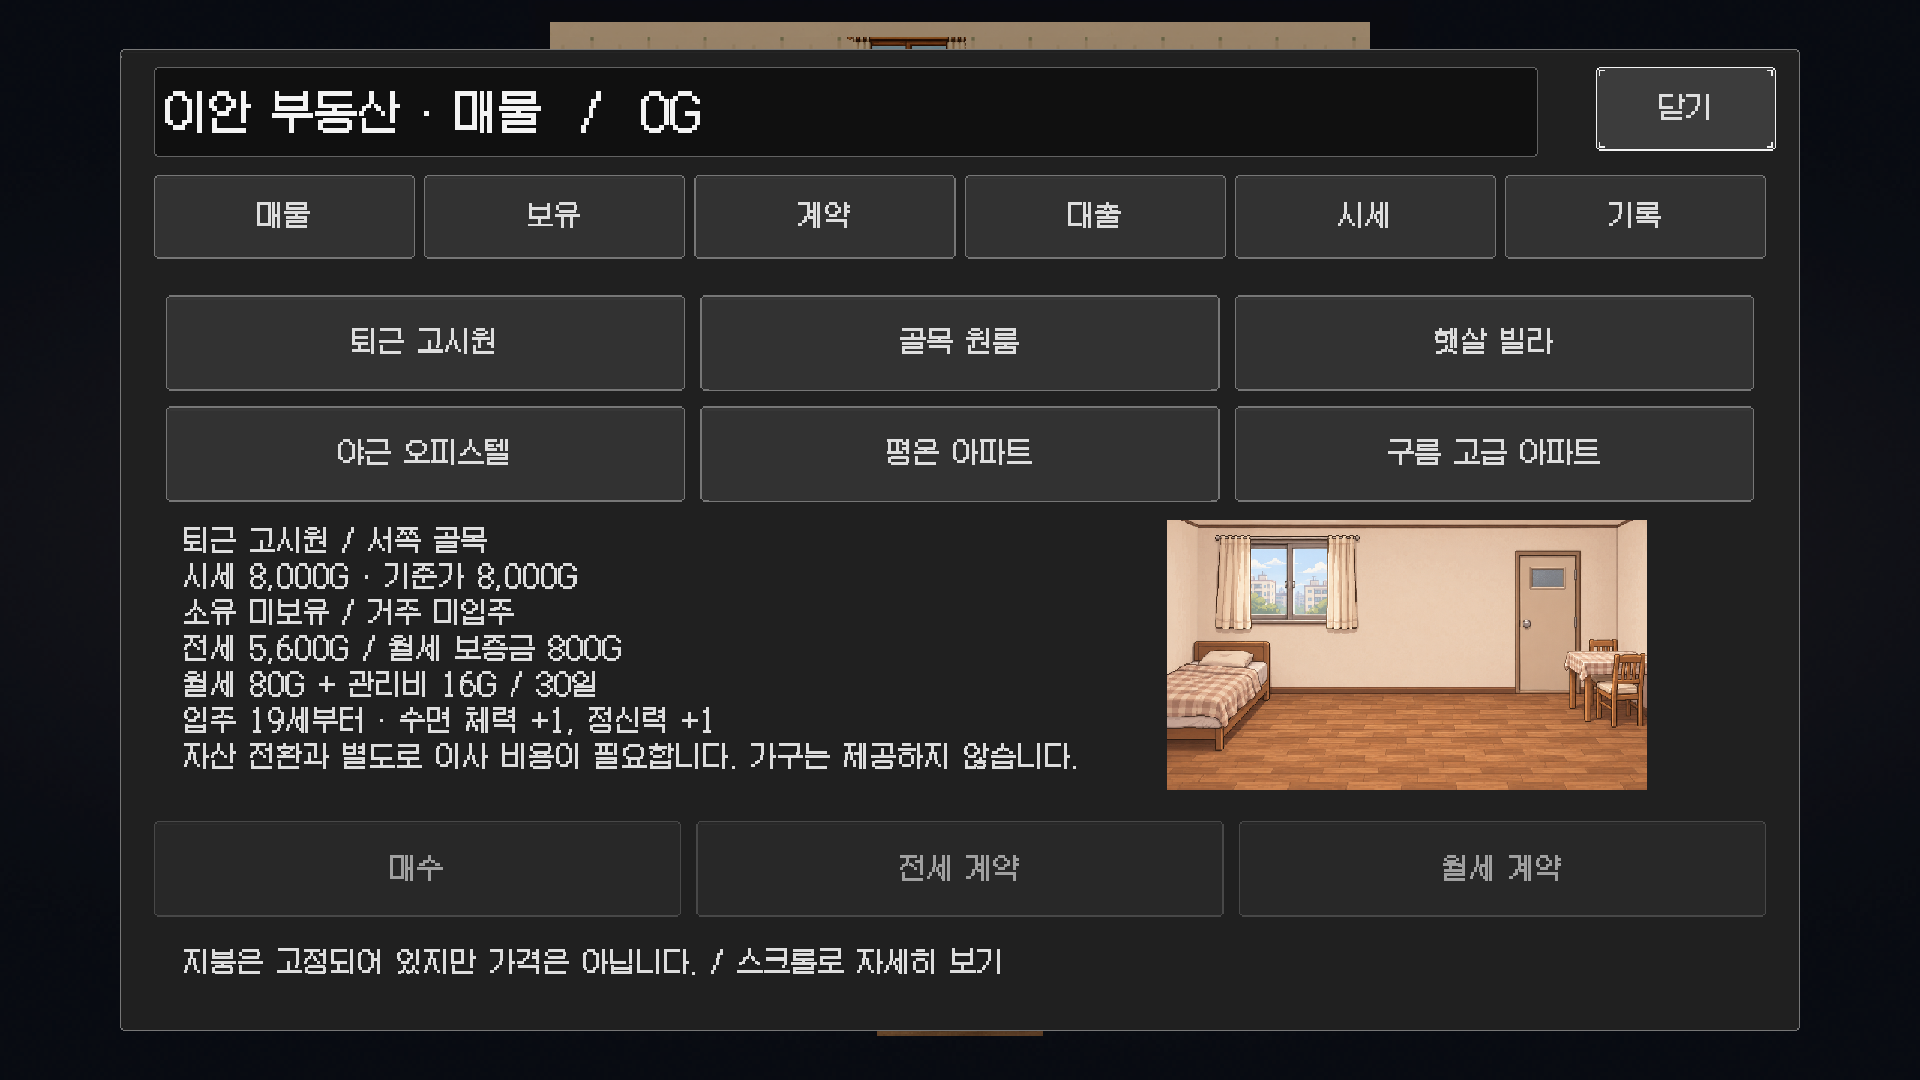 이안 부동산 · 매물 / 0G
닫기
매물
보유
계약
대출
시세
기록
퇴근 고시원
골목 원룸
햇살 빌라
야근 오피스텔
평온 아파트
구름 고급 아파트
퇴근 고시원 / 서쪽 골목
시세 8,000G · 기준가 8,000G
소유 미보유 / 거주 미입주
전세 5,600G / 월세 보증금 800G
월세 80G + 관리비 16G / 30일
입주 19세부터 · 수면 체력 +1, 정신력 +1
자산 전환과 별도로 이사 비용이 필요합니다. 가구는 제공하지 않습니다.
매수
전세 계약
월세 계약
지붕은 고정되어 있지만 가격은 아닙니다. / 스크롤로 자세히 보기